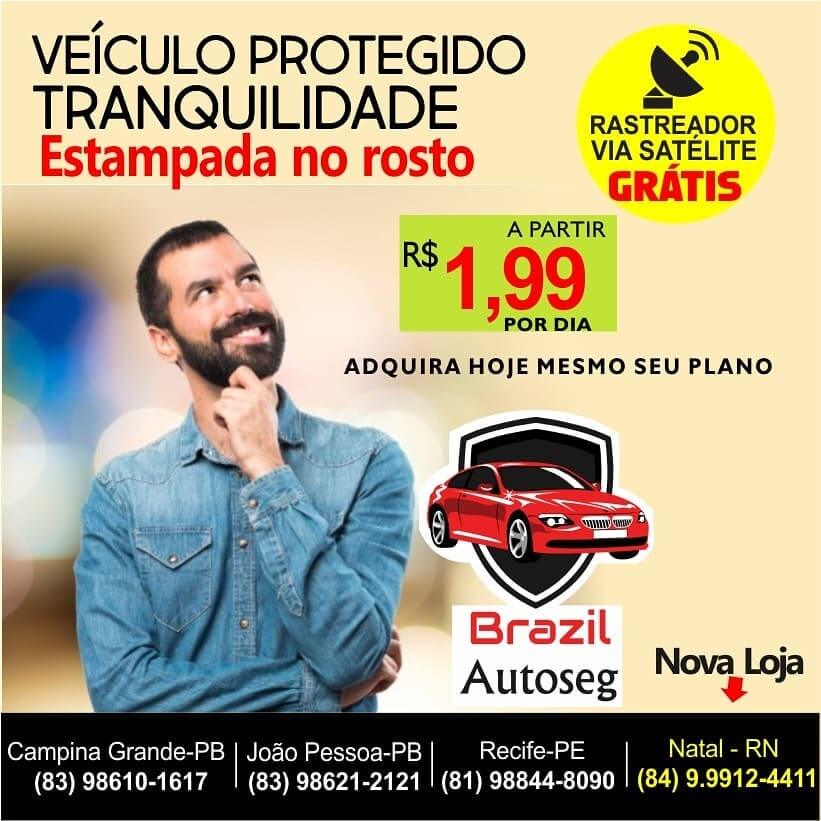 VEÍCULO PROTEGIDO
TRANQUILIDADE
Estampada no rosto
RASTREADOR
VIA SATÉLITE
GRÁTIS
A PARTIR
R$ 1,99
POR DIA
ADQUIRA HOJE MESMO SEU PLANO
Brazil
Autoseg
Nova Loja
Campina Grande-PB
(83) 98610-1617
João Pessoa-PB
(83) 98621-2121
Recife-PE
(81) 98844-8090
Natal - RN
(84) 9.9912-4411